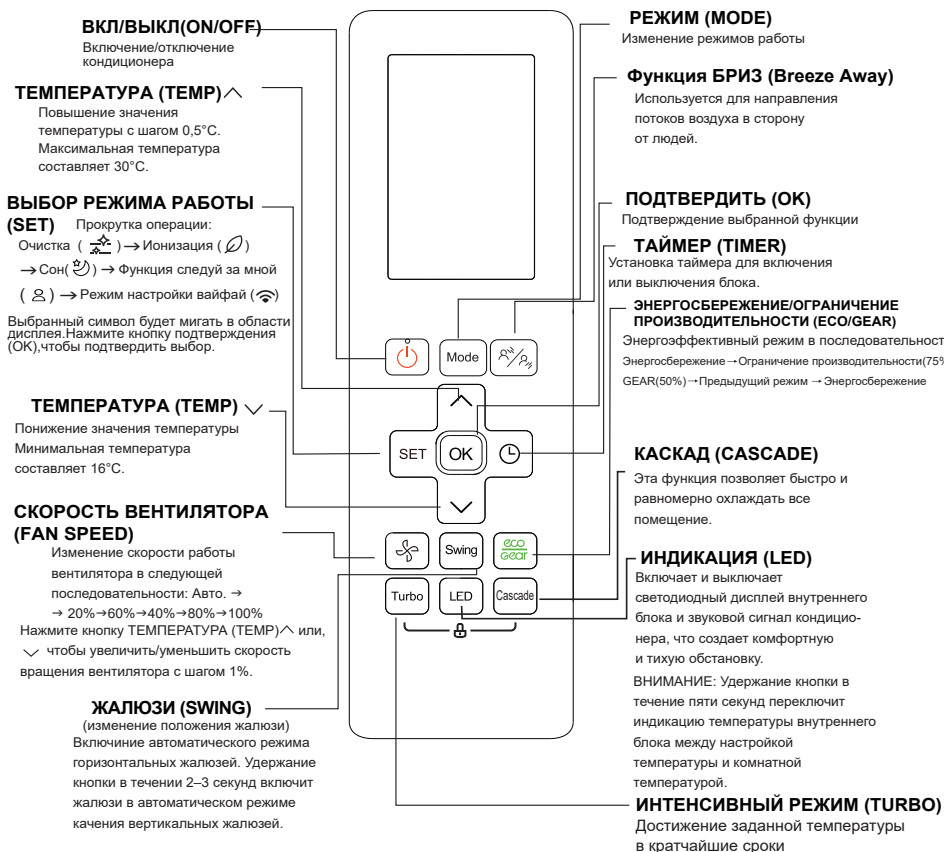 ВКЛ/ВЫКЛ(ON/OFF)
Включение/отключение
кондиционера
ТЕМПЕРАТУРА (TEMP)
Повышение значения
температуры с шагом 0,5°C.
Максимальная температура
составляет 30°C.
ВЫБОР РЕЖИМА РАБОТЫ
(SET) Прокрутка операции:
Очистка ( ) → Ионизация ( )
→ Сон( ) → Функция следуй за мной
( ) → Режим настройки вайфай ( )
Выбранный символ будет мигать в области
дисплея.Нажмите кнопку подтверждения
(OK),чтобы подтвердить выбор.
ТЕМПЕРАТУРА (TEMP)
Понижение значения температуры
Минимальная температура
составляет 16°C.
СКОРОСТЬ ВЕНТИЛЯТОРА
(FAN SPEED)
Изменение скорости работы
вентилятора в следующей
последовательности: Авто. →
→ 20%→60%→40%→80%→100%
Нажмите кнопку ТЕМПЕРАТУРА (TEMP) или,
чтобы увеличить/уменьшить скорость
вращения вентилятора с шагом 1%.
ЖАЛЮЗИ (SWING)
(изменение положения жалюзи)
Включиние автоматического режима
горизонтальных жалюзей. Удержание
кнопки в течении 2–3 секунд включит
жалюзи в автоматическом режиме
качения вертикальных жалюзей.
Mode
SET
OK
Swing
eco
Gear
Turbo
LED
Cascade
РЕЖИМ (MODE)
Изменение режимов работы
Функция БРИЗ (Breeze Away)
Используется для направления
потоков воздуха в сторону
от людей.
ПОДТВЕРДИТЬ (OK)
Подтверждение выбранной функции
ТАЙМЕР (TIMER)
Установка таймера для включения
или выключения блока.
ЭНЕРГОСБЕРЕЖЕНИЕ/ОГРАНИЧЕНИЕ
ПРОИЗВОДИТЕЛЬНОСТИ (ECO/GEAR)
Энергоэффективный режим в последовательност
Энергосбережение→Ограничение производительности(75%
GEAR(50%)→Предыдущий режим →Энергосбережение
КАСКАД (CASCADE)
Эта функция позволяет быстро и
равномерно охлаждать все
помещение.
ИНДИКАЦИЯ (LED)
Включает и выключает
светодиодный дисплей внутреннего
блока и звуковой сигнал кондицио-
нера, что создает комфортную
и тихую обстановку.
ВНИМАНИЕ: Удержание кнопки в
течение пяти секунд переключит
индикацию температуры внутреннего
блока между настройкой
температуры и комнатной
температурой.
ИНТЕНСИВНЫЙ РЕЖИМ (TURBO)
Достижение заданной температуры
в кратчайшие сроки